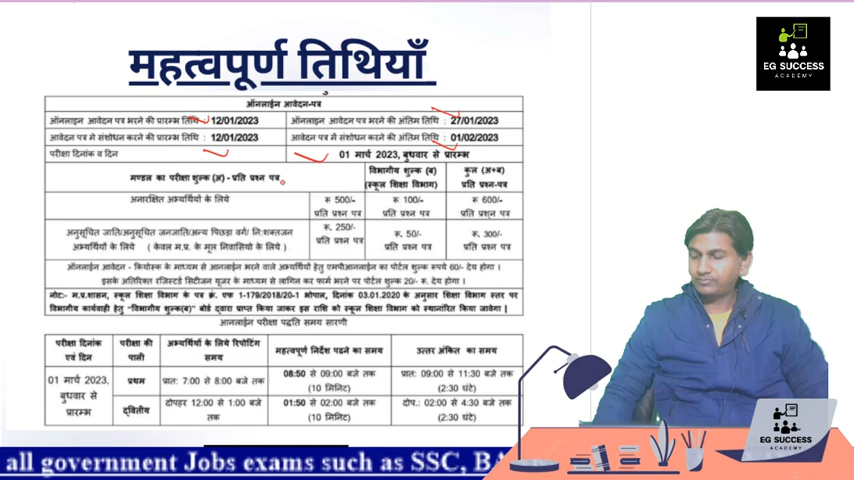 महत्वपूर्ण तिथियाँ
EG SUCCESS
ACADEMY
ऑनलाईन आवेदन-पत्र
ऑनलाईन आवेदन पत्र भरने की प्रारम्भ तिथि : 12/01/2023 ऑनलाईन आवेदन पत्र भरने की अंतिम तिथि : 27/01/2023
आवेदन पत्र में संशोधन करने की प्रारम्भ तिथि : 12/01/2023 आवेदन पत्र में संशोधन करने की अंतिम तिथि : 01/02/2023
परीक्षा दिनांक व दिन 01 मार्च 2023, बुधवार से प्रारम्भ
मण्डल का परीक्षा शुल्क (अ) - प्रति प्रश्न पत्र विभागीय शुल्क (ब) (स्कूल शिक्षा विभाग) कुल (अ+ब) प्रति प्रश्न-पत्र
अनारक्षित अभ्यर्थियों के लिये रू 500/- प्रति प्रश्न पत्र रू 100/- प्रति प्रश्न पत्र रू 600/- प्रति प्रश्न पत्र
अनुसूचित जाति/अनुसूचित जनजाति/अन्य पिछड़ा वर्ग/ नि:शक्तजन अभ्यर्थियों के लिये ( केवल म.प्र. के मूल निवासियो के लिए ) रू. 250/- प्रति प्रश्न पत्र रू. 50/- प्रति प्रश्न पत्र रू. 300/- प्रति प्रश्न पत्र
ऑनलाईन आवेदन - कियोस्क के माध्यम से आनलाईन भरने वाले अभ्यर्थियों हेतु एमपीऑनलाईन का पोर्टल शुल्क रूपये 60/- देय होगा ।
इसके अतिरिक्त रजिस्टर्ड सिटीजन यूजर के माध्यम से लागिन कर फार्म भरने पर पोर्टल शुल्क 20/- रू. देय होगा ।
नोट:- म.प्र.शासन, स्कूल शिक्षा विभाग के पत्र क्रं. एफ 1-179/2018/20-1 भोपाल, दिनांक 03.01.2020 के अनुसार शिक्षा विभाग स्तर पर
विभागीय कार्यवाही हेतु "विभागीय शुल्क(ब)" बोर्ड द्वारा प्राप्त किया जाकर इस राशि को स्कूल शिक्षा विभाग को स्थानांरित किया जावेगा |
आनलाईन परीक्षा पद्धति समय सारणी
परीक्षा दिनांक एवं दिन परीक्षा की पाली अभ्यर्थियों के लिये रिपोर्टिंग समय महत्वपूर्ण निर्देश पढ़ने का समय उत्तर अंकित का समय
01 मार्च 2023, बुधवार से प्रारम्भ प्रथम प्रात: 7:00 से 8:00 बजे तक 08:50 से 09:00 बजे तक (10 मिनिट) प्रात: 09:00 से 11:30 बजे तक (2:30 घंटे)
द्वितीय दोपहर 12:00 से 1:00 बजे तक 01:50 से 02:00 बजे तक (10 मिनिट) दोप.: 02:00 से 4:30 बजे तक (2:30 घंटे)
EG SUCCESS
ACADEMY
all government Jobs exams such as SSC, BA